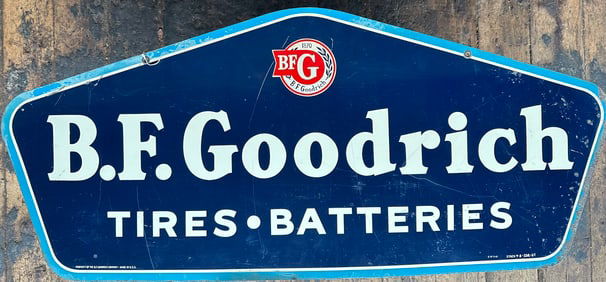 1870
BFG
B.F. Goodrich
B.F. Goodrich
TIRES • BATTERIES